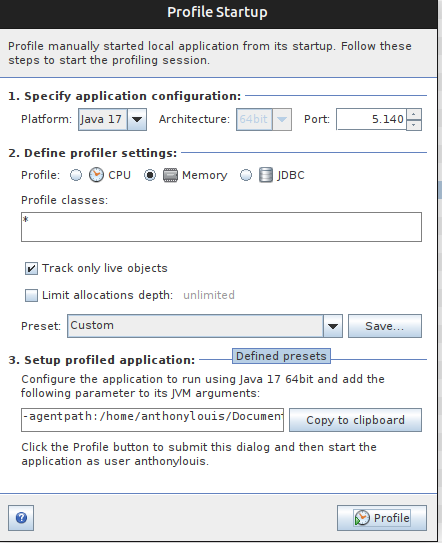 Profile Startup
Profile manually started local application from its startup. Follow these
steps to start the profiling session.
1. Specify application configuration:
Platform: Java 17 Architecture: 64bit Port: 5.140
2. Define profiler settings:
Profile: CPU Memory JDBC
Profile classes:
*
Track only live objects
Limit allocations depth: unlimited
Preset: Custom Save...
3. Setup profiled application: Defined presets
Configure the application to run using Java 17 64bit and add the
following parameter to its JVM arguments:
-agentpath:/home/anthonylouis/Documen Copy to clipboard
Click the Profile button to submit this dialog and then start the
application as user anthonylouis.
? Profile